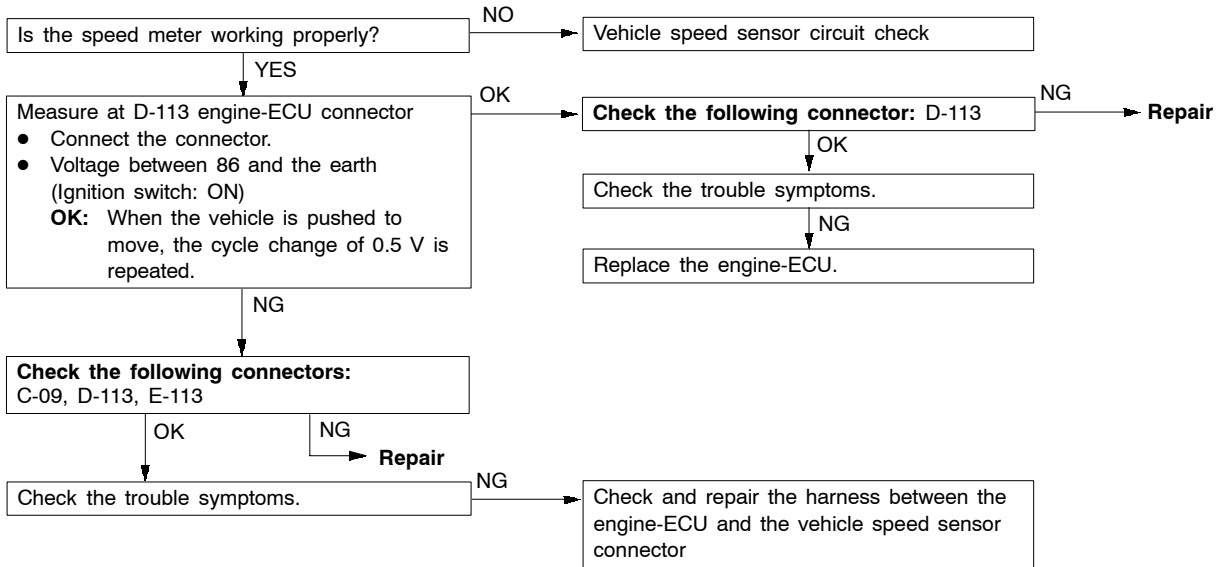 Is the speed meter working properly?
NO
Vehicle speed sensor circuit check
YES
Measure at D-113 engine-ECU connector
● Connect the connector.
● Voltage between 86 and the earth
(Ignition switch: ON)
OK: When the vehicle is pushed to
move, the cycle change of 0.5 V is
repeated.
OK
Check the following connector: D-113
NG
Repair
OK
Check the trouble symptoms.
NG
Replace the engine-ECU.
NG
Check the following connectors:
C-09, D-113, E-113
OK
NG
Repair
Check the trouble symptoms.
NG
Check and repair the harness between the
engine-ECU and the vehicle speed sensor
connector